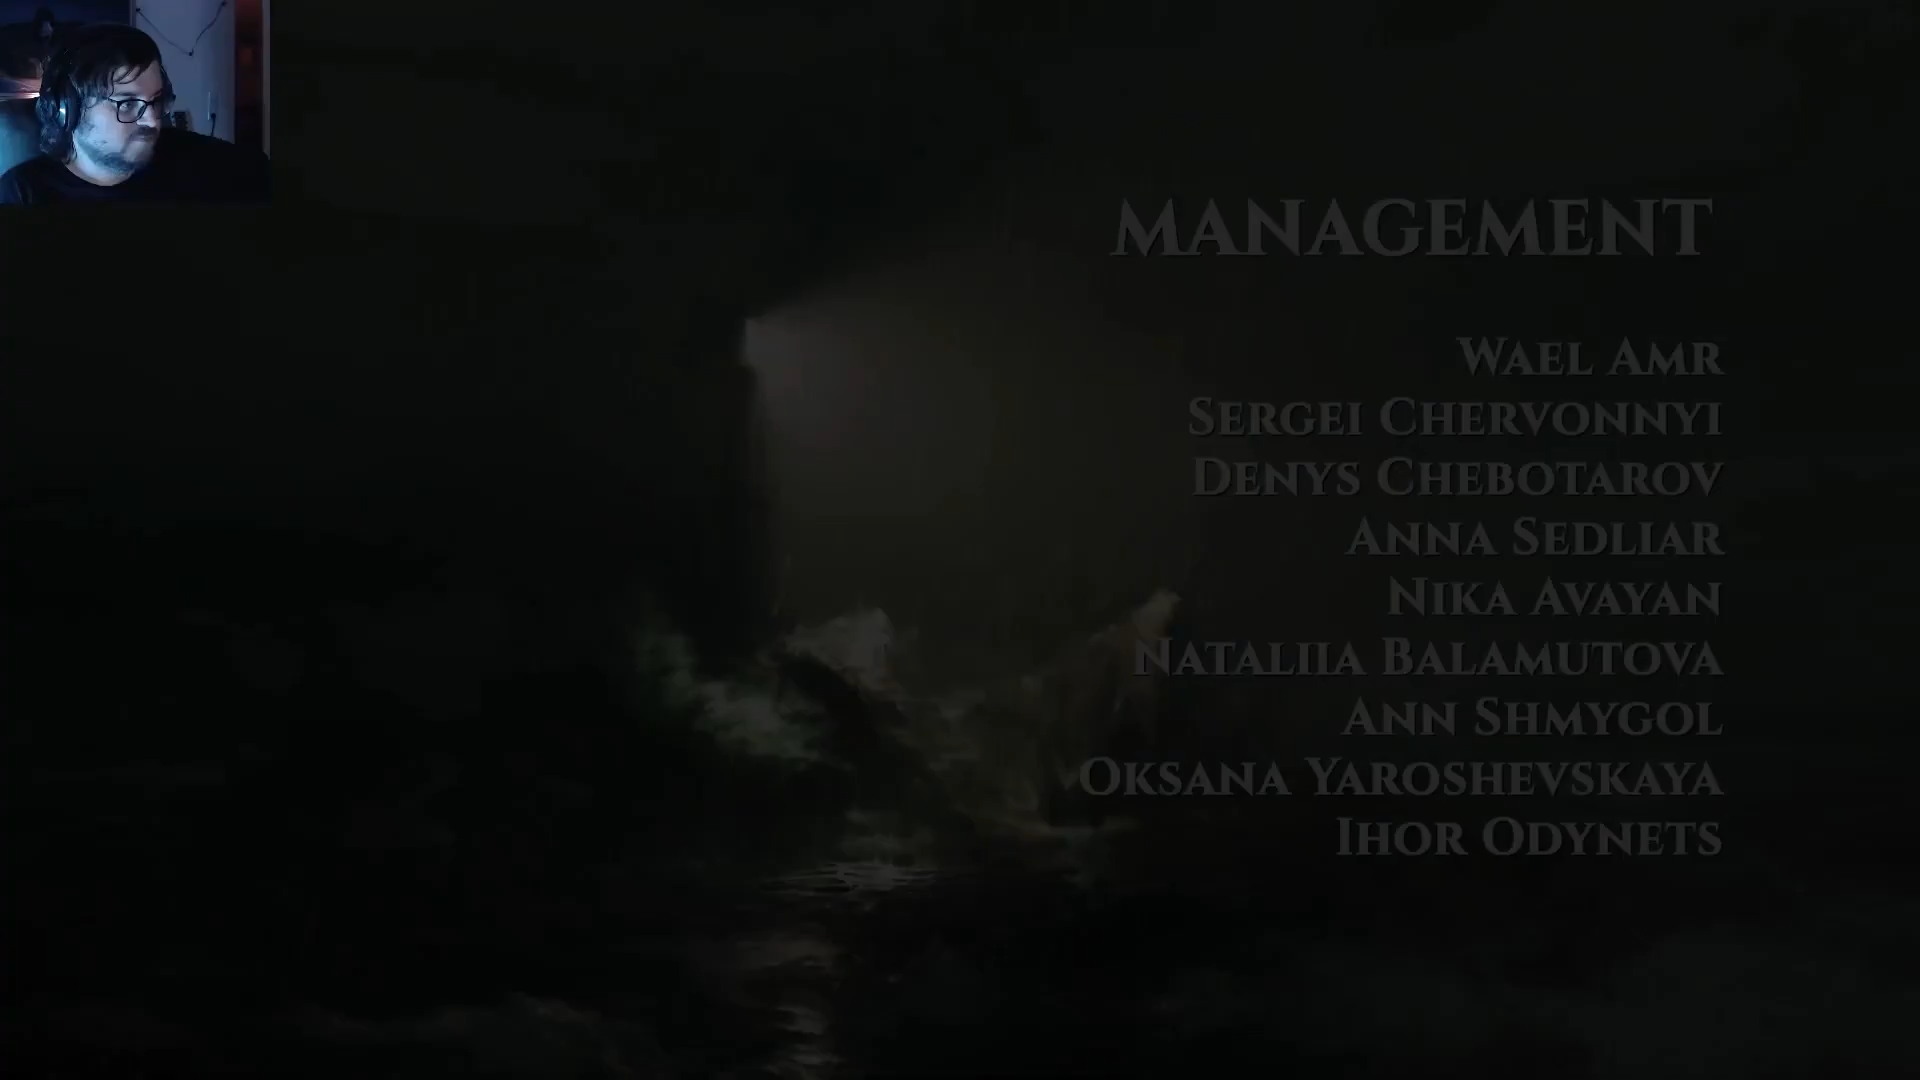 MANAGEMENT
WAEL AMR
SERGEI CHERVONNYI
DENYS CHEBOTAROV
ANNA SEDLIAR
NIKA AVAYAN
NATALIIA BALAMUTOVA
ANN SHMYGOL
OKSANA YAROSHEVSKAYA
IHOR ODYNETS